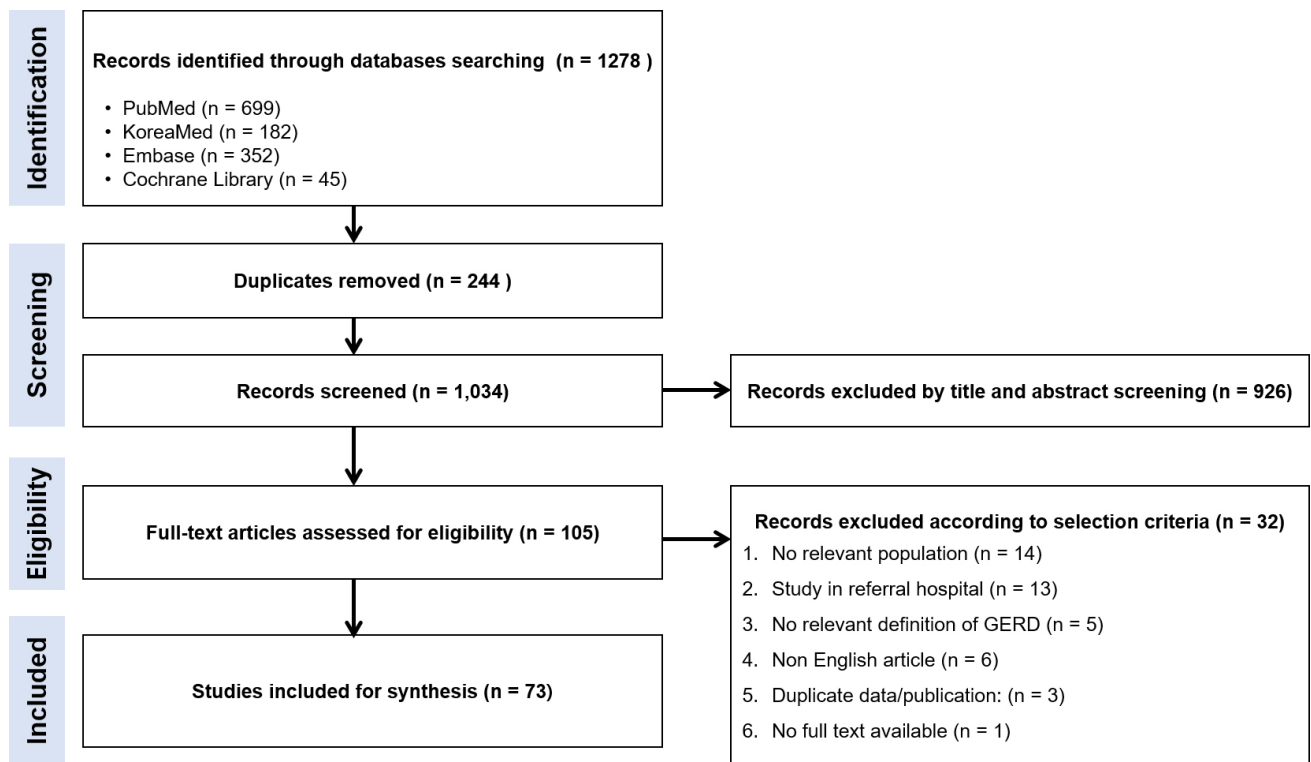 Identification
Records identified through databases searching (n = 1278 )
• PubMed (n = 699)
• KoreaMed (n = 182)
• Embase (n = 352)
• Cochrane Library (n = 45)
Screening
Duplicates removed (n = 244 )
Records screened (n = 1,034)
Records excluded by title and abstract screening (n = 926)
Eligibility
Full-text articles assessed for eligibility (n = 105)
Records excluded according to selection criteria (n = 32)
1. No relevant population (n = 14)
2. Study in referral hospital (n = 13)
3. No relevant definition of GERD (n = 5)
4. Non English article (n = 6)
5. Duplicate data/publication: (n = 3)
6. No full text available (n = 1)
Included
Studies included for synthesis (n = 73)